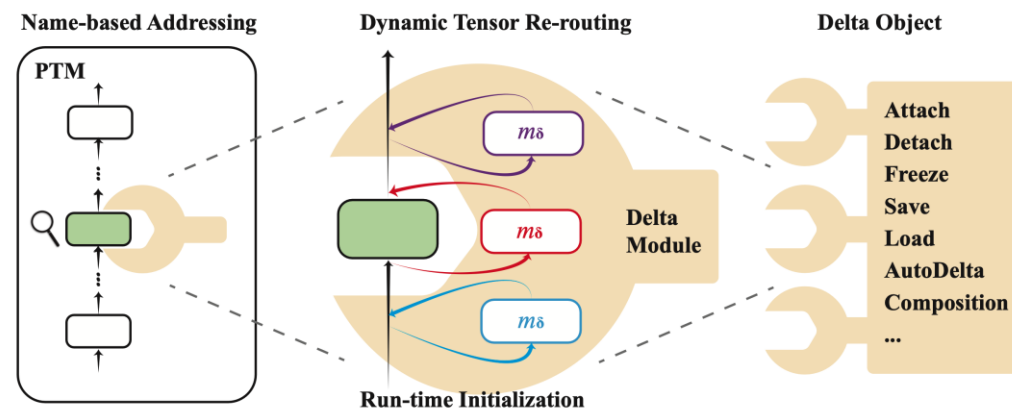 Name-based Addressing
Dynamic Tensor Re-routing
Delta Object
PTM
...
...
mδ
mδ
mδ
Delta
Module
Run-time Initialization
Attach
Detach
Freeze
Save
Load
AutoDelta
Composition
...